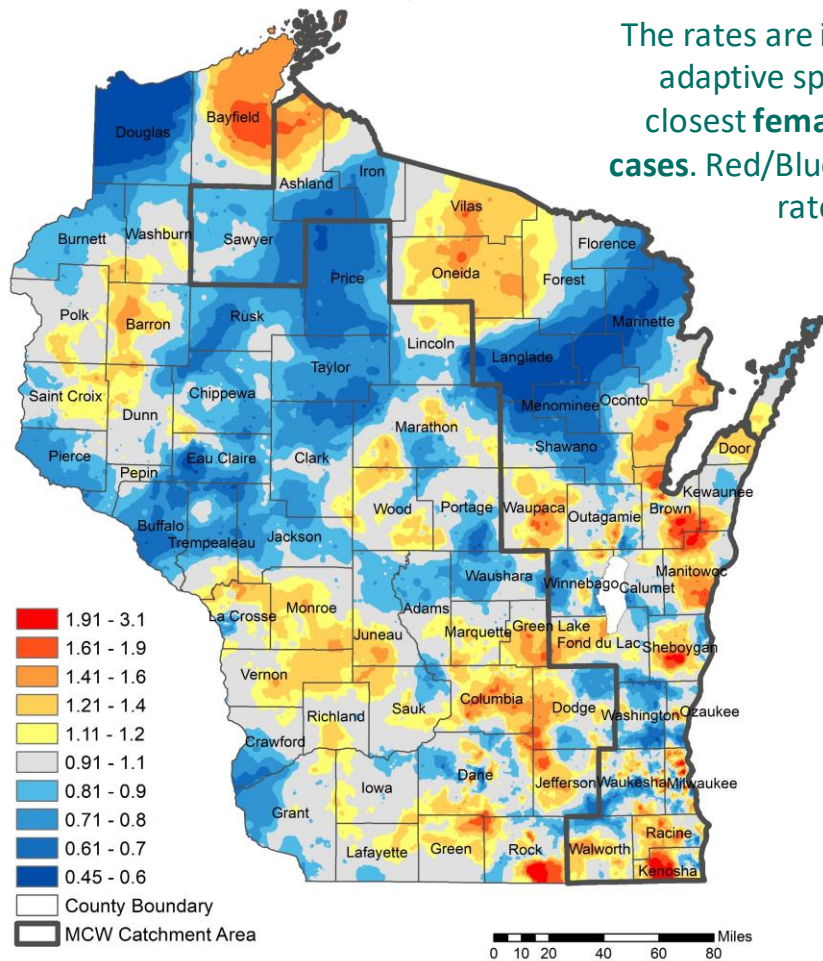 The rates are i
adaptive sp
closest fema
cases. Red/Blue
rate
Douglas
Bayfield
Ashland
Iron
Vilas
Burnett
Washburn
Sawyer
Florence
Price
Oneida
Forest
Polk
Barron
Rusk
Marinette
Lincoln
Langlade
Taylor
Saint Croix
Chippewa
Menominee
Oconto
Dunn
Marathon
Shawano
Door
Pierce
Eau Claire
Clark
Pepin
Kewaunee
Wood
Portage
Waupaca
Brown
Outagamie
Buffalo
Trempealeau
Jackson
Manitowoc
Waushara
Winnebago
Calumet
La Crosse
Monroe
Adams
Juneau
Marquette
Green Lake
Fond du Lac
Sheboygan
Vernon
Columbia
Dodge
Sauk
Washington
Ozaukee
Richland
Crawford
Dane
Iowa
Jefferson
Waukesha
Milwaukee
Grant
Racine
Lafayette
Green
Rock
Walworth
Kenosha
1.91 - 3.1
1.61 - 1.9
1.41 - 1.6
1.21 - 1.4
1.11 - 1.2
0.91 - 1.1
0.81 - 0.9
0.71 - 0.8
0.61 - 0.7
0.45 - 0.6
County Boundary
MCW Catchment Area
Miles
0 10 20 40 60 80